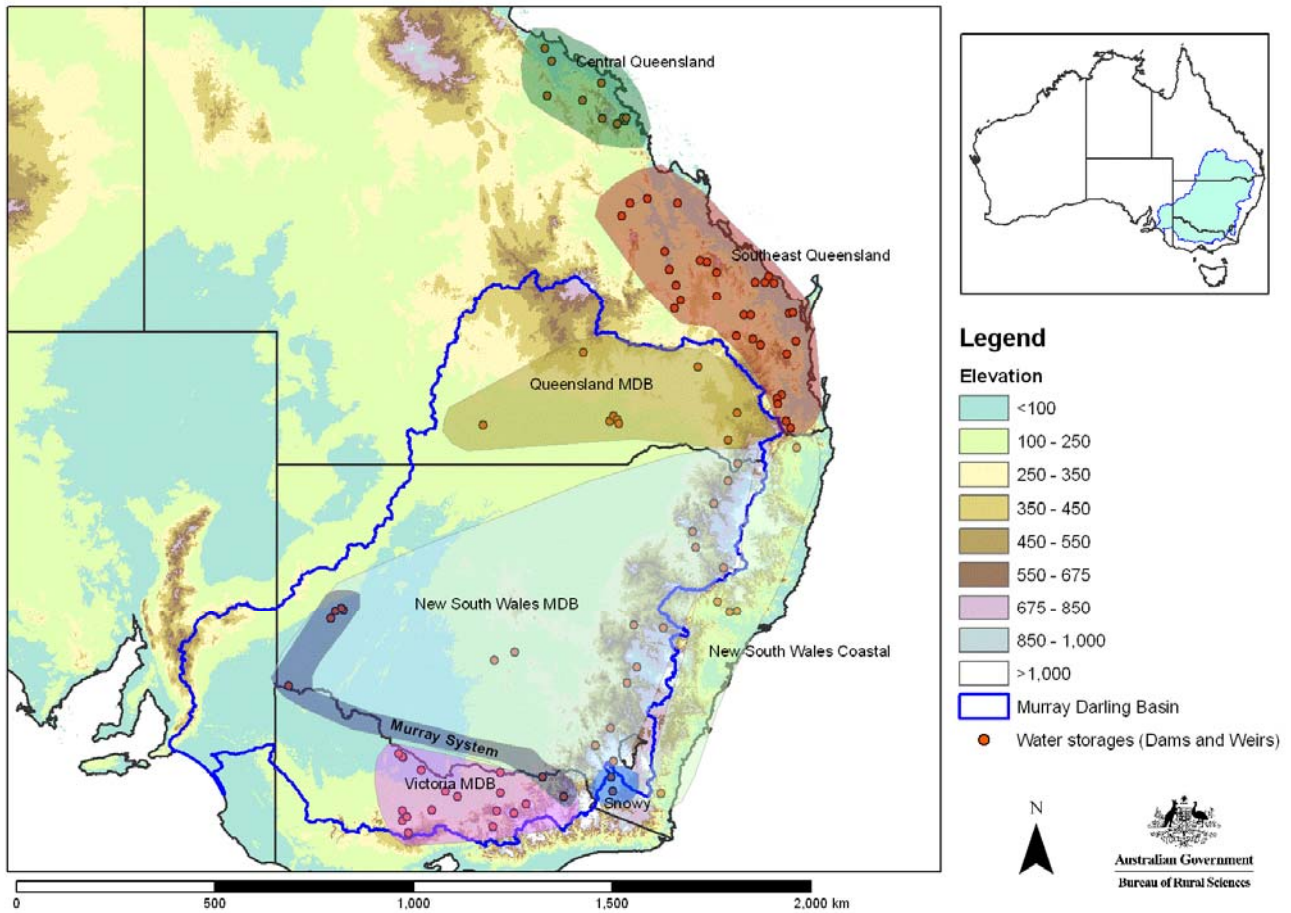 Central Queensland
Southeast Queensland
Queensland MDB
New South Wales MDB
New South Wales Coastal
Murray System
Victoria MDB
Snowy
Legend
Elevation
<100
100 - 250
250 - 350
350 - 450
450 - 550
550 - 675
675 - 850
850 - 1,000
>1,000
Murray Darling Basin
Water storages (Dams and Weirs)
N
Australian Government
Bureau of Rural Sciences
0 500 1,000 1,500 2,000 km